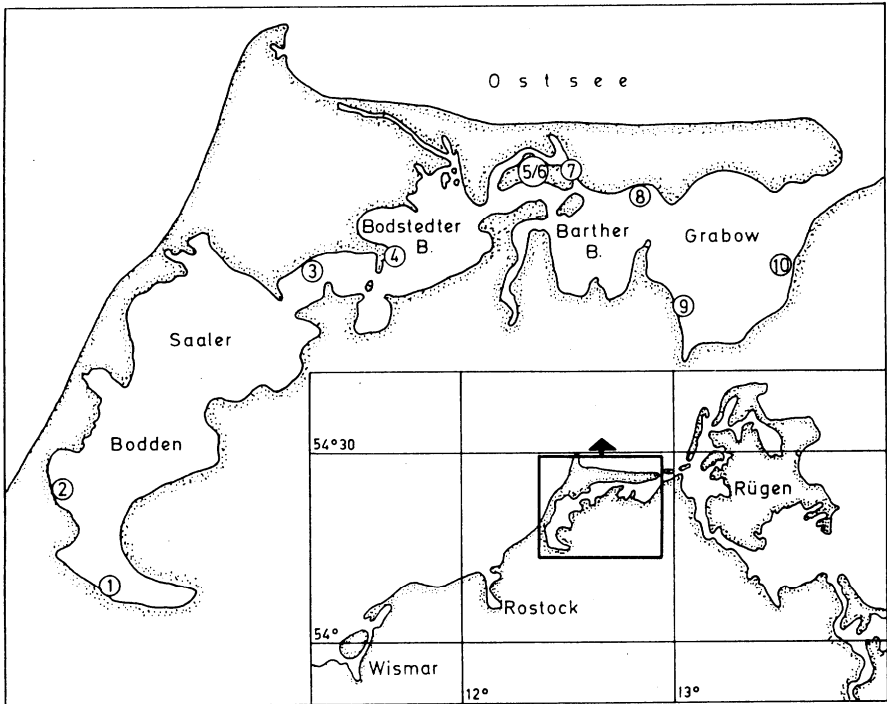 O s t s e e
5/6
7
8
Bodstedter
B.
4
Barther
B.
Grabow
10
3
9
Saaler
Bodden
2
1
54°30
Rügen
Rostock
54°
Wismar
12°
13°